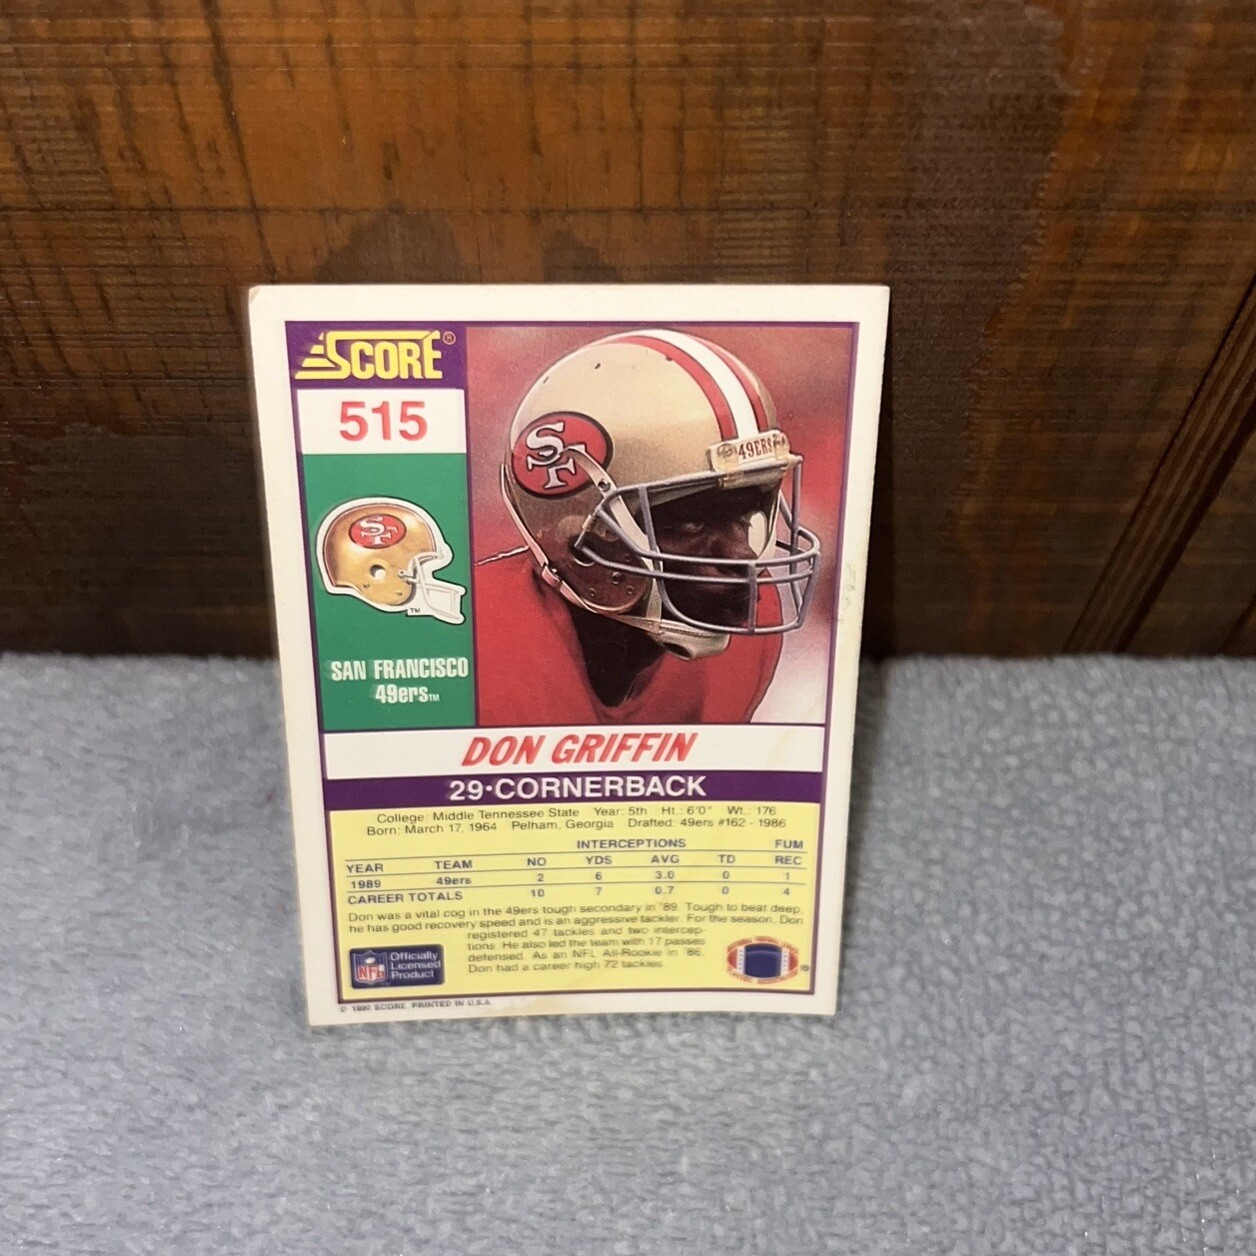 SCORE®
515
49ERS
SF
SF
TM
SAN FRANCISCO
49ers™
DON GRIFFIN
29•CORNERBACK
College: Middle Tennessee State Year: 5th Ht.: 6'0" Wt.: 176
Born: March 17, 1964 Pelham, Georgia Drafted: 49ers #162 - 1986
INTERCEPTIONS FUM
YEAR TEAM NO YDS AVG TD REC
1989 49ers 2 6 3.0 0 1
CAREER TOTALS 10 7 0.7 0 4
Don was a vital cog in the 49ers tough secondary in '89. Tough to beat deep,
he has good recovery speed and is an aggressive tackler. For the season, Don
registered 47 tackles and two intercep-
tions. He also led the team with 17 passes
defensed. As an NFL All-Rookie in '86,
Don had a career high 72 tackles.
NFL
Officially
Licensed
Product
®
© 1990 SCORE, PRINTED IN U.S.A.